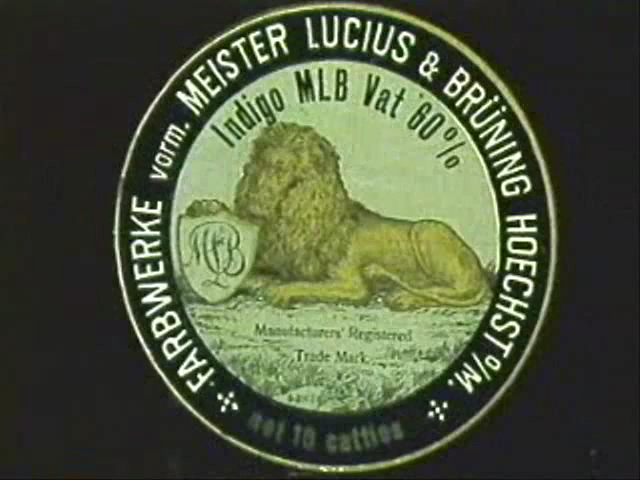 FARBWERKE vorm. MEISTER LUCIUS & BRÜNING HOECHST O/M.
Indigo MLB Vat 60%
MLB
Manufacturers' Registered
Trade Mark.
net 10 catties